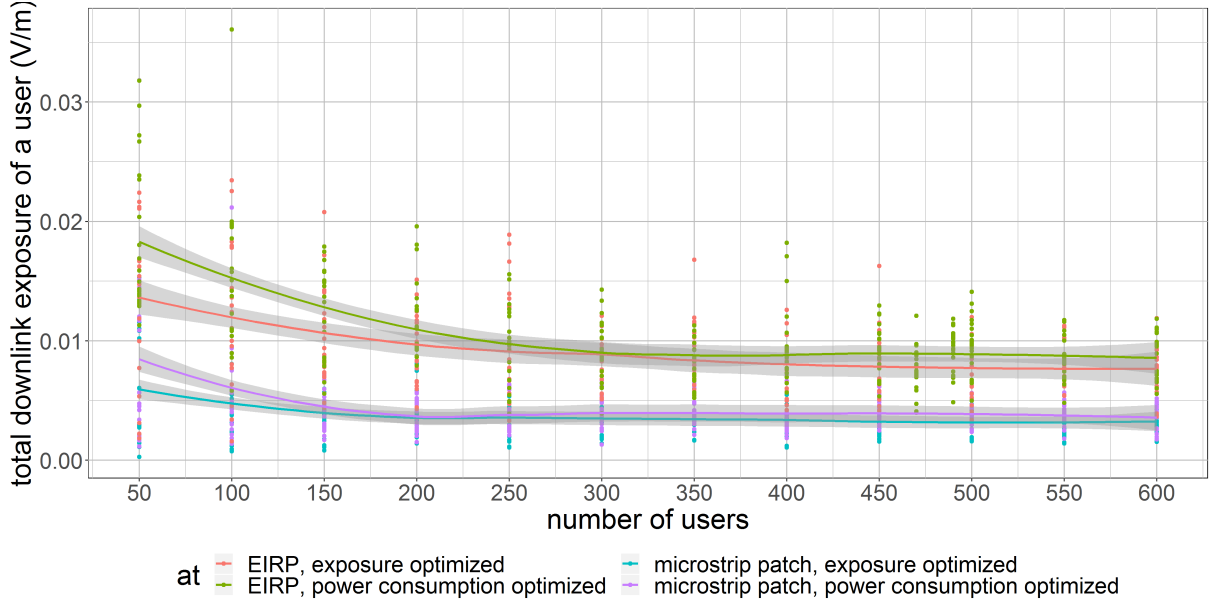 total downlink exposure of a user (V/m)
0.03
0.02
0.01
0.00
50 100 150 200 250 300 350 400 450 500 550 600
number of users
at
EIRP, exposure optimized
EIRP, power consumption optimized
microstrip patch, exposure optimized
microstrip patch, power consumption optimized